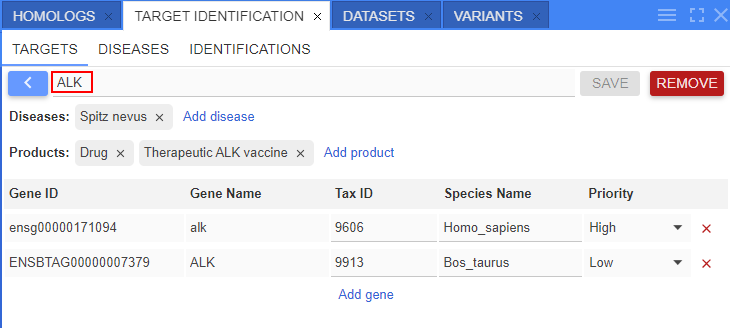 HOMOLOGS × TARGET IDENTIFICATION × DATASETS × VARIANTS ×
TARGETS DISEASES IDENTIFICATIONS
ALK SAVE REMOVE
Diseases: Spitz nevus × Add disease
Products: Drug × Therapeutic ALK vaccine × Add product
Gene ID Gene Name Tax ID Species Name Priority
ensg00000171094 alk 9606 Homo_sapiens High
ENSBTAG00000007379 ALK 9913 Bos_taurus Low
Add gene